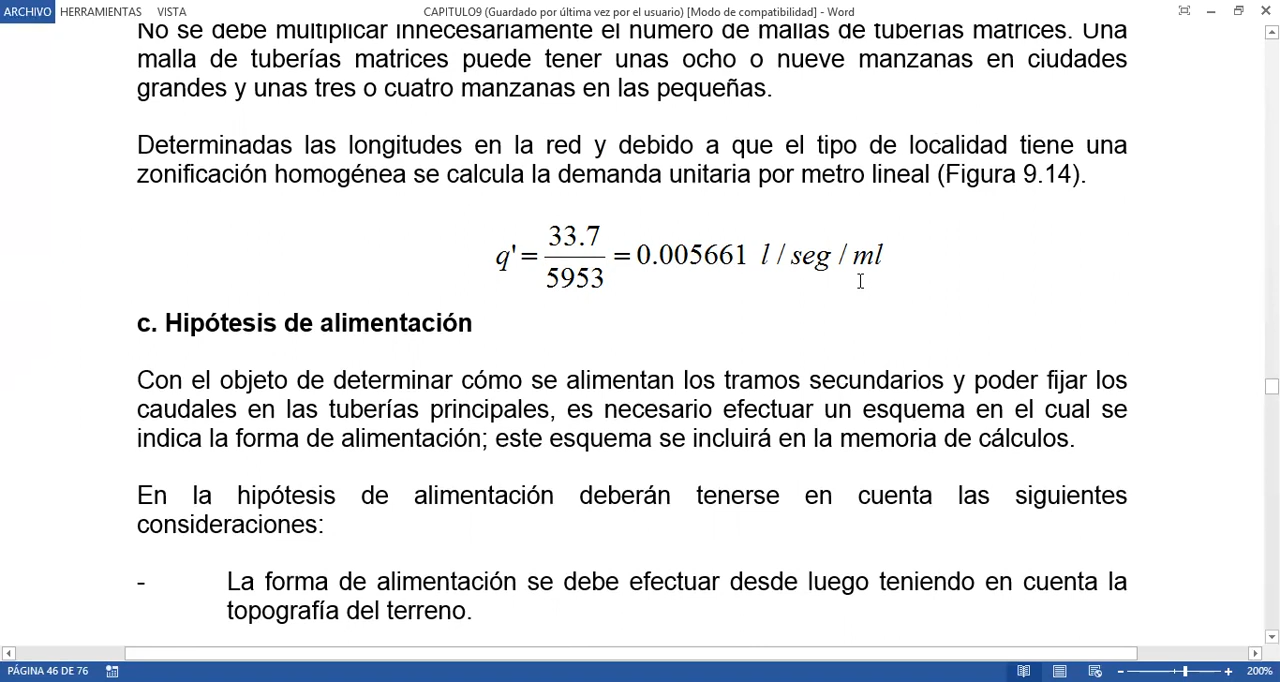 ARCHIVO HERRAMIENTAS VISTA CAPITULO9 (Guardado por última vez por el usuario) [Modo de compatibilidad] - Word
No se debe multiplicar innecesariamente el número de mallas de tuberías matrices. Una
malla de tuberías matrices puede tener unas ocho o nueve manzanas en ciudades
grandes y unas tres o cuatro manzanas en las pequeñas.
Determinadas las longitudes en la red y debido a que el tipo de localidad tiene una
zonificación homogénea se calcula la demanda unitaria por metro lineal (Figura 9.14).
q' = 33.7 / 5953 = 0.005661 l / seg / ml
c. Hipótesis de alimentación
Con el objeto de determinar cómo se alimentan los tramos secundarios y poder fijar los
caudales en las tuberías principales, es necesario efectuar un esquema en el cual se
indica la forma de alimentación; este esquema se incluirá en la memoria de cálculos.
En la hipótesis de alimentación deberán tenerse en cuenta las siguientes
consideraciones:
- La forma de alimentación se debe efectuar desde luego teniendo en cuenta la
topografía del terreno.
PÁGINA 46 DE 76 200%